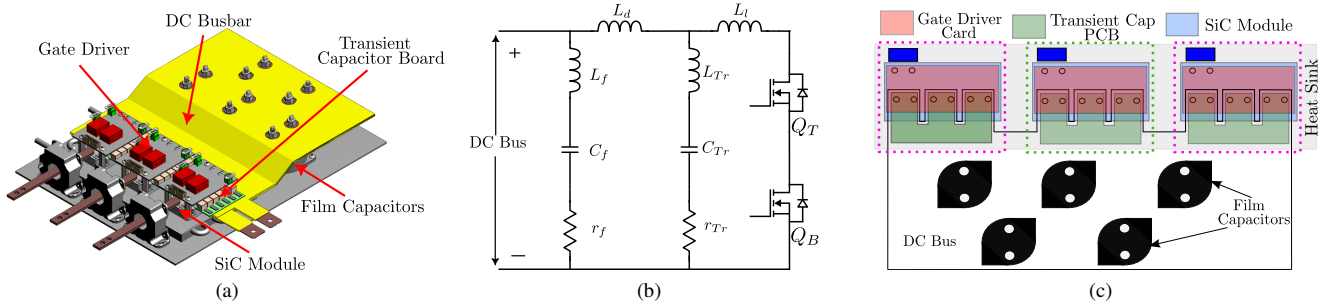 DC Busbar
Gate Driver
Transient
Capacitor Board
Film Capacitors
SiC Module
(a)
L_d
L_l
+
L_f
L_Tr
Q_T
DC Bus
C_f
C_Tr
r_f
r_Tr
Q_B
−
(b)
Gate Driver
Card
Transient Cap
PCB
SiC Module
Heat Sink
Film
Capacitors
DC Bus
(c)